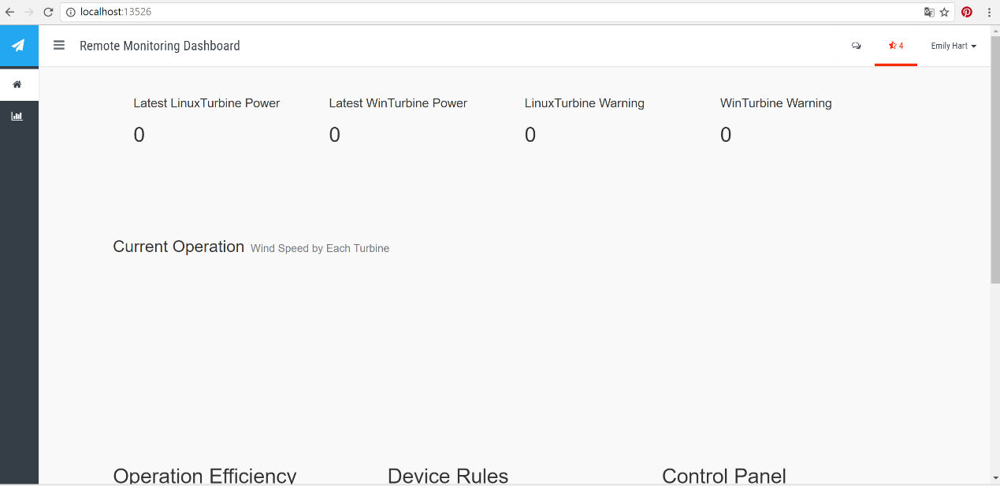 localhost:13526
Remote Monitoring Dashboard
4
Emily Hart
Latest LinuxTurbine Power
Latest WinTurbine Power
LinuxTurbine Warning
WinTurbine Warning
0
0
0
0
Current Operation Wind Speed by Each Turbine
Operation Efficiency
Device Rules
Control Panel